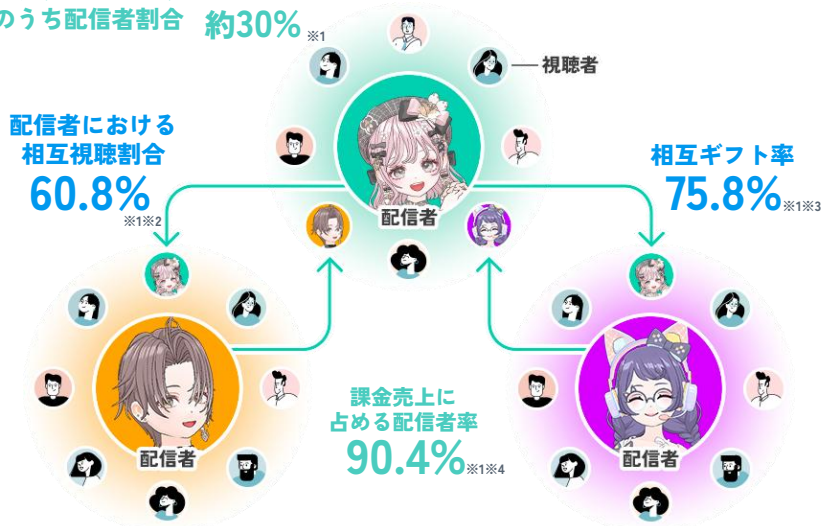 のうち配信者割合 約30% ※1
視聴者
配信者における
相互視聴割合
60.8%
※1※2
相互ギフト率
75.8%※1※3
配信者
課金売上に
占める配信者率
90.4%※1※4
配信者
配信者